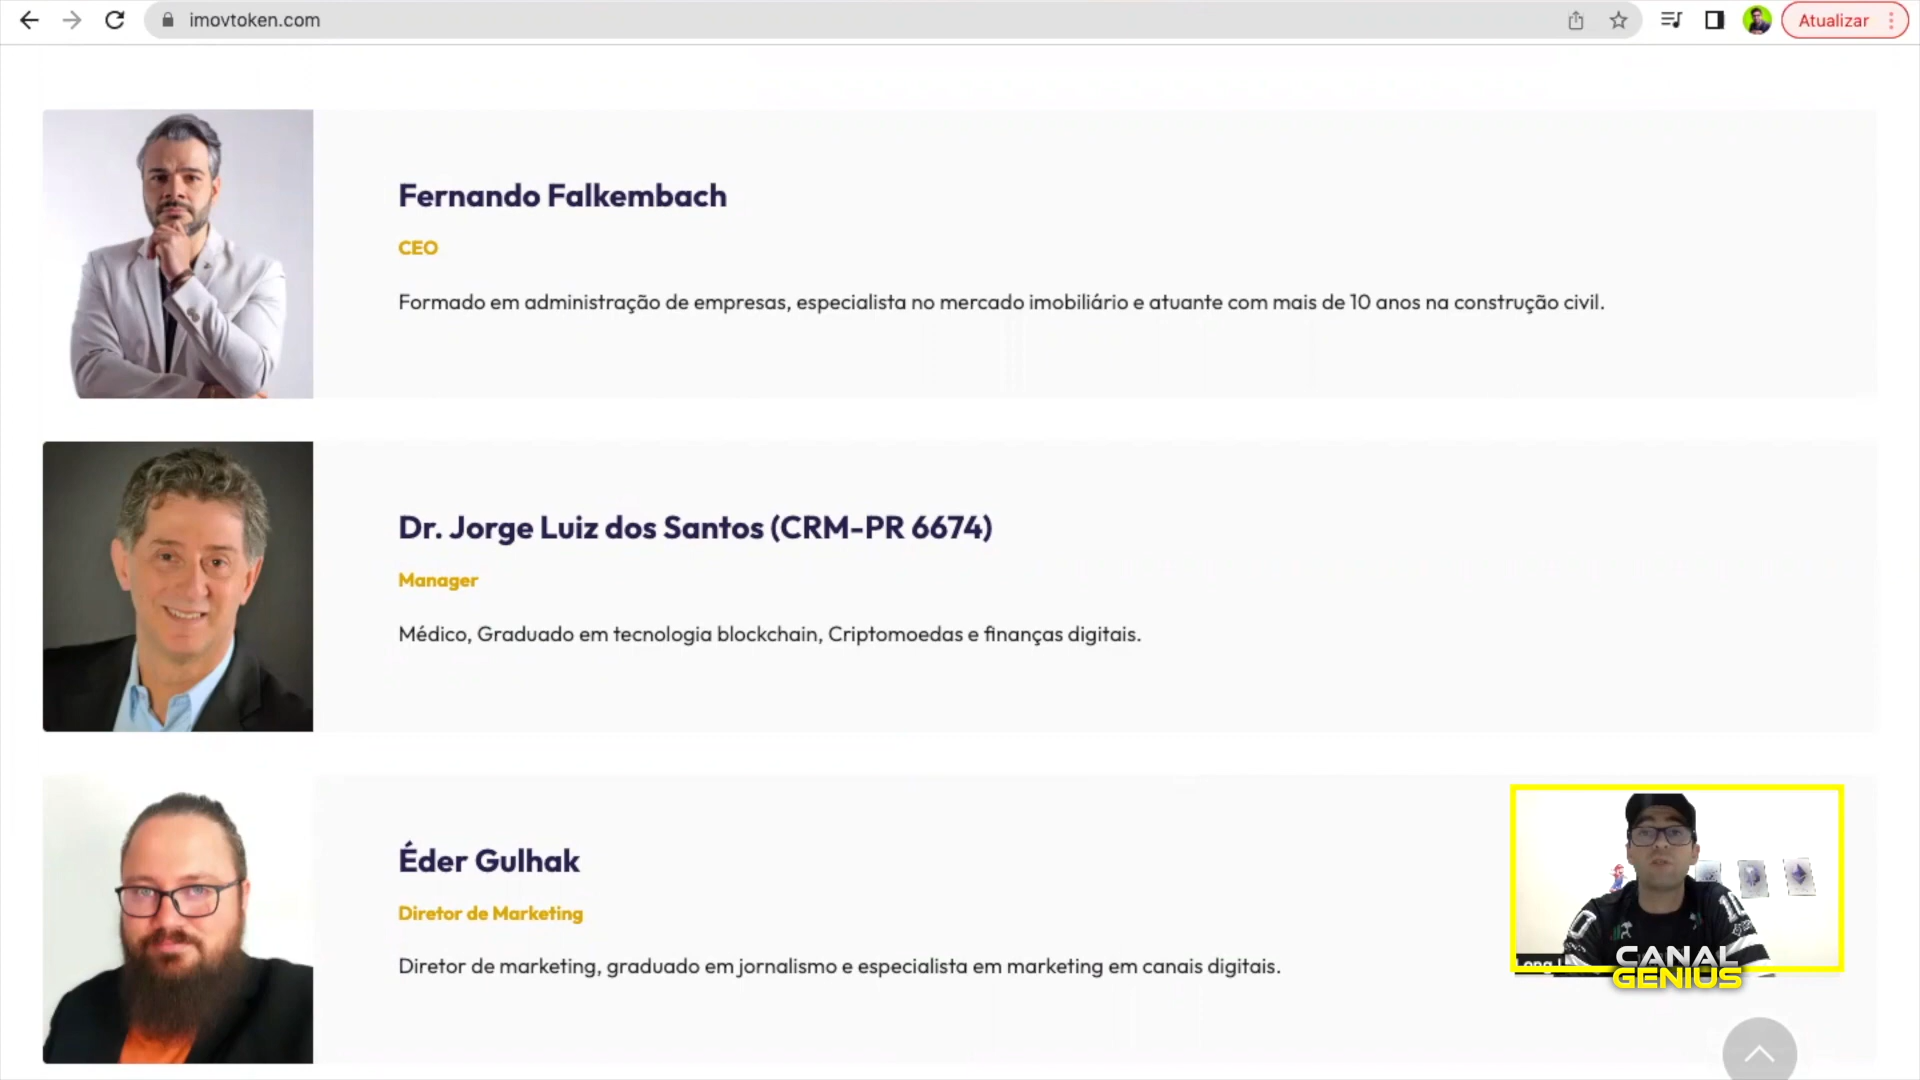 imovtoken.com
Atualizar
Fernando Falkembach
CEO
Formado em administração de empresas, especialista no mercado imobiliário e atuante com mais de 10 anos na construção civil.
Dr. Jorge Luiz dos Santos (CRM-PR 6674)
Manager
Médico, Graduado em tecnologia blockchain, Criptomoedas e finanças digitais.
Éder Gulhak
Diretor de Marketing
Diretor de marketing, graduado em jornalismo e especialista em marketing em canais digitais.
CANAL
GENIUS